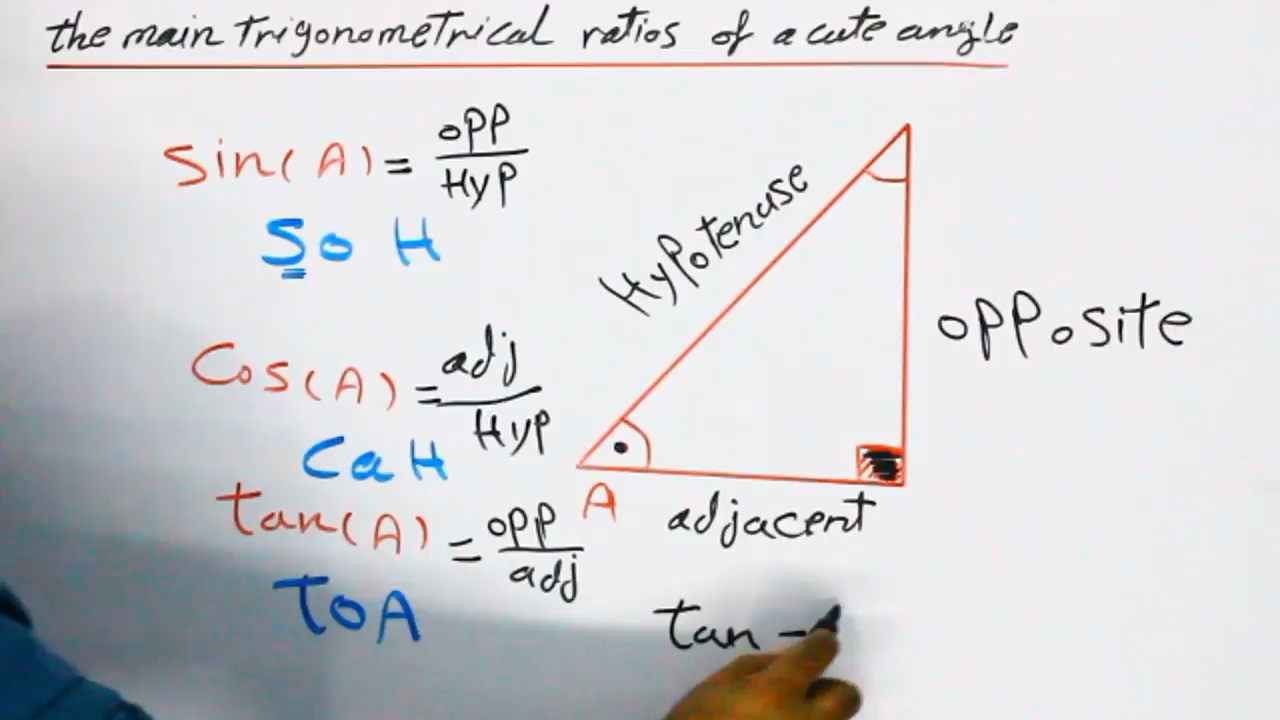 the main trigonometrical ratios of acute angle
Sin(A) = opp/Hyp
SoH
Cos(A) = adj/Hyp
CaH
tan(A) = opp/adj
ToA
Hypotenuse
opposite
A
adjacent
tan -